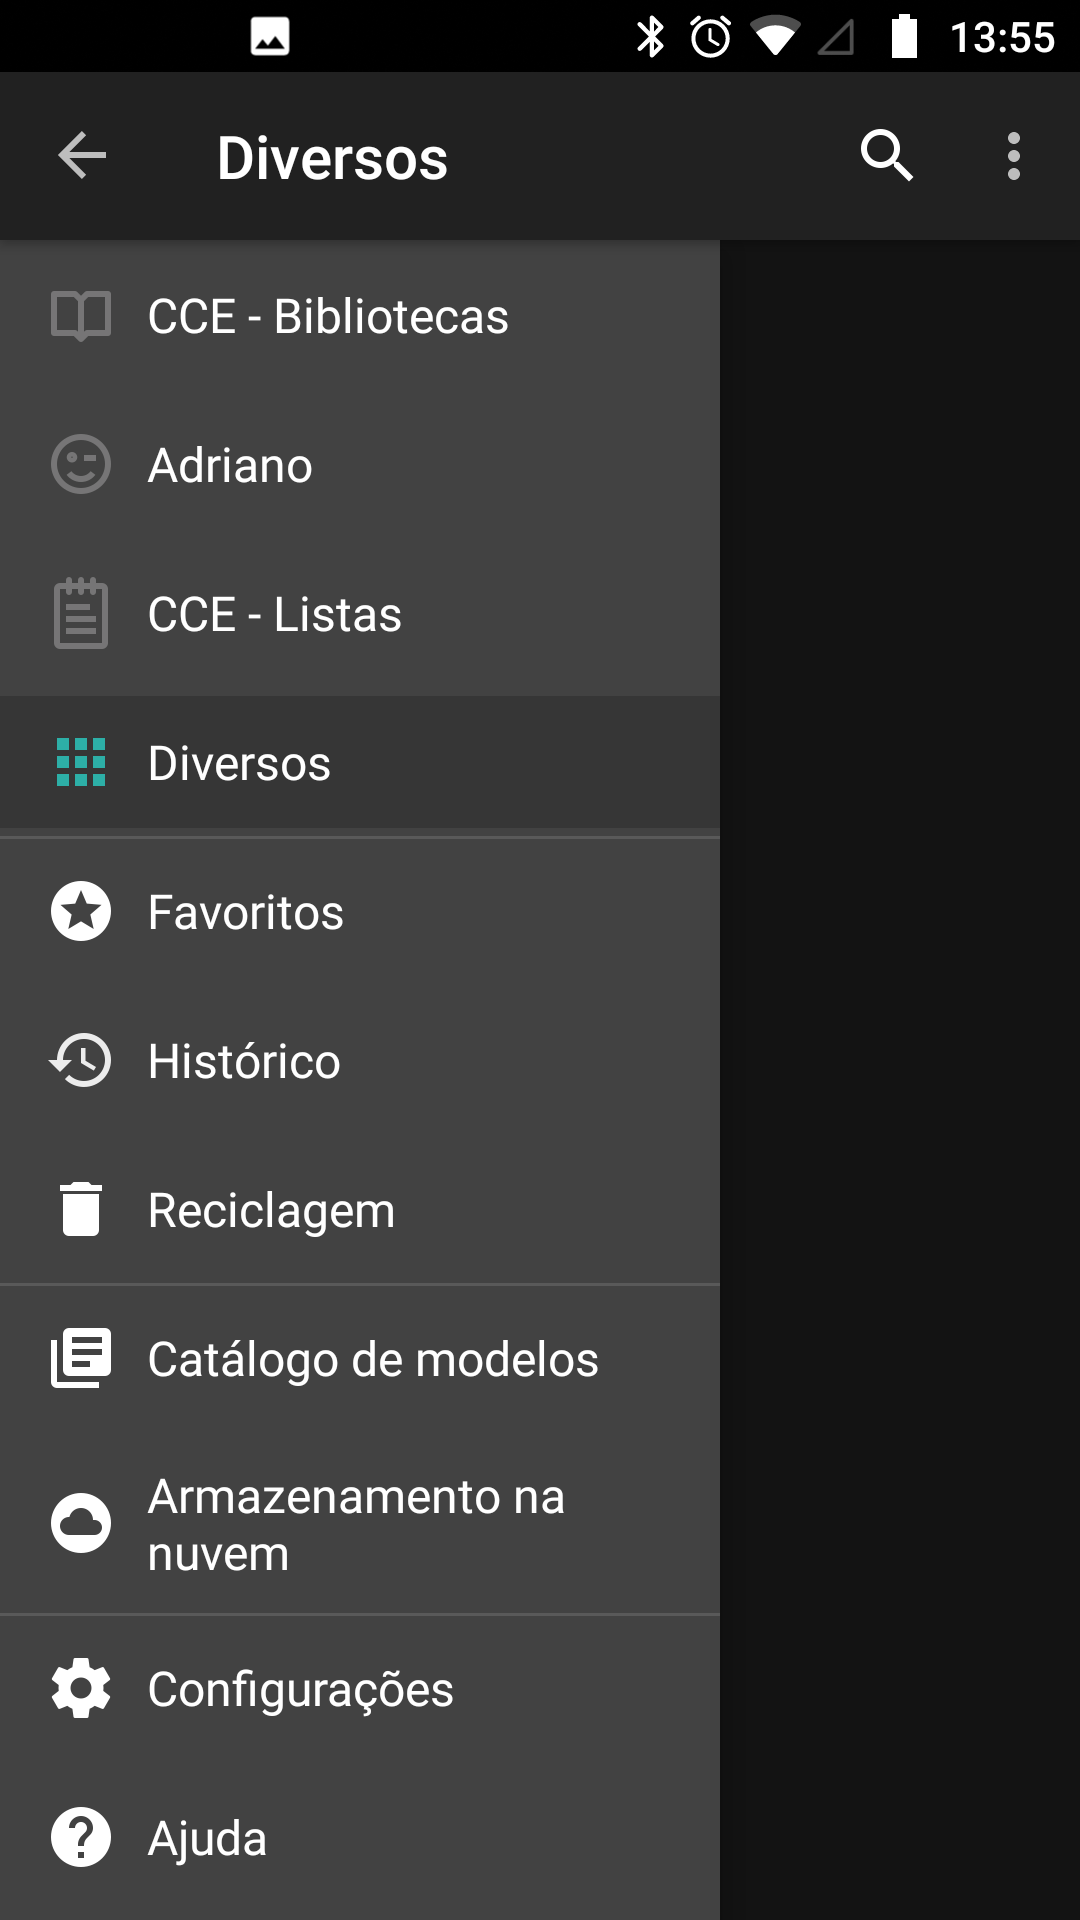 13:55
Diversos
CCE - Bibliotecas
Adriano
CCE - Listas
Diversos
Favoritos
Histórico
Reciclagem
Catálogo de modelos
Armazenamento na
nuvem
Configurações
Ajuda